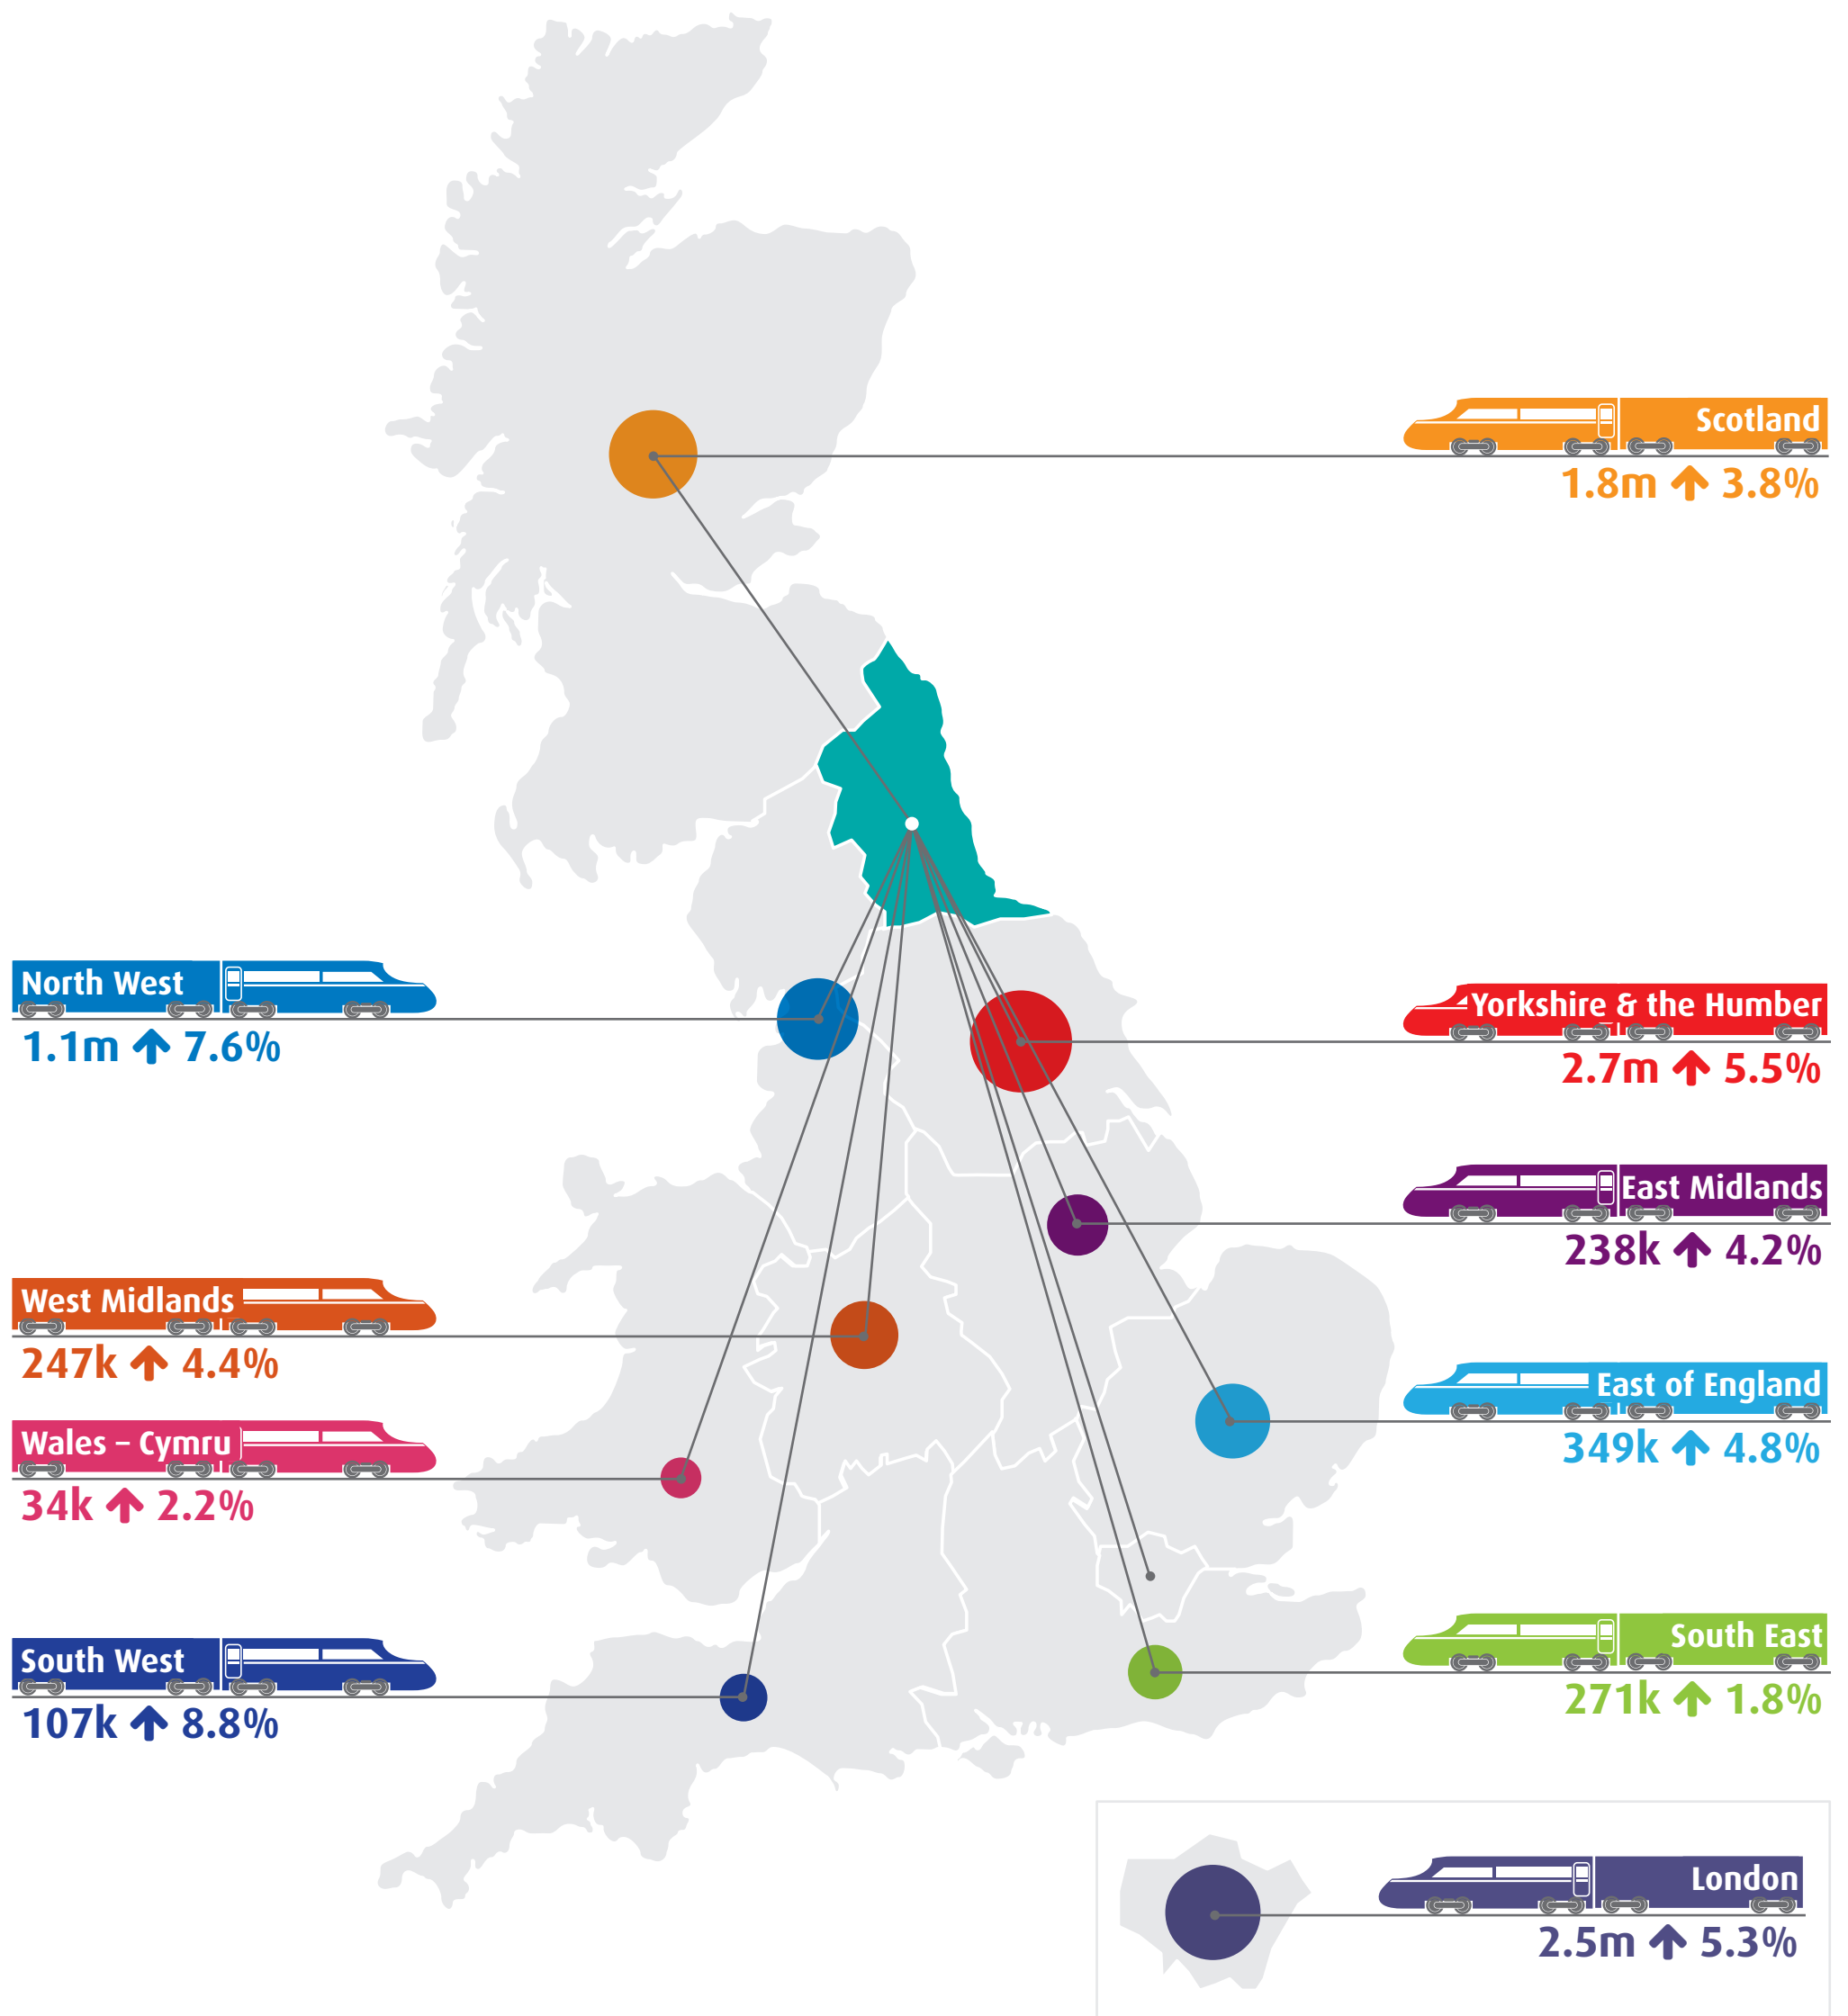 Scotland
1.8m ↑ 3.8%
North West
1.1m ↑ 7.6%
Yorkshire & the Humber
2.7m ↑ 5.5%
East Midlands
238k ↑ 4.2%
West Midlands
247k ↑ 4.4%
East of England
349k ↑ 4.8%
Wales – Cymru
34k ↑ 2.2%
South East
271k ↑ 1.8%
South West
107k ↑ 8.8%
London
2.5m ↑ 5.3%